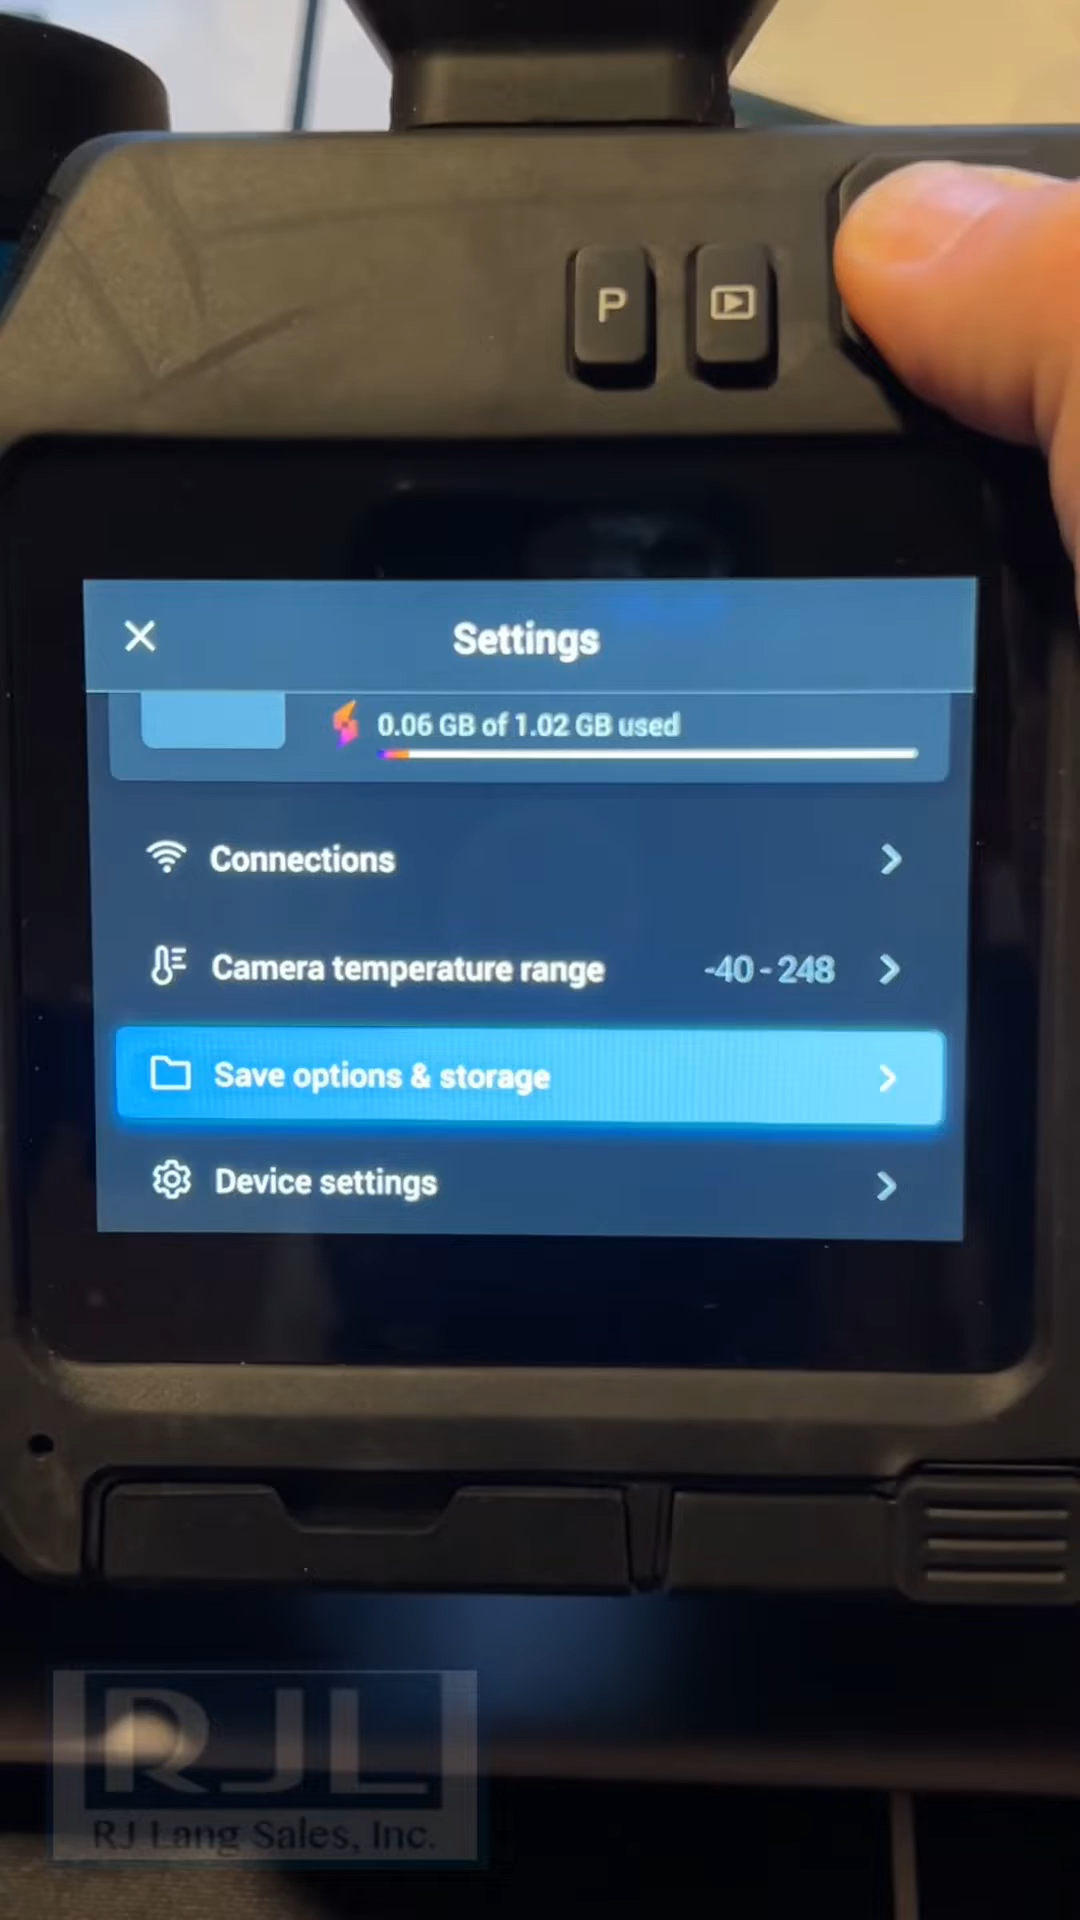 P
Settings
0.06 GB of 1.02 GB used
Connections
Camera temperature range -40 - 248
Save options & storage
Device settings
RJL
RJ Lang Sales, Inc.